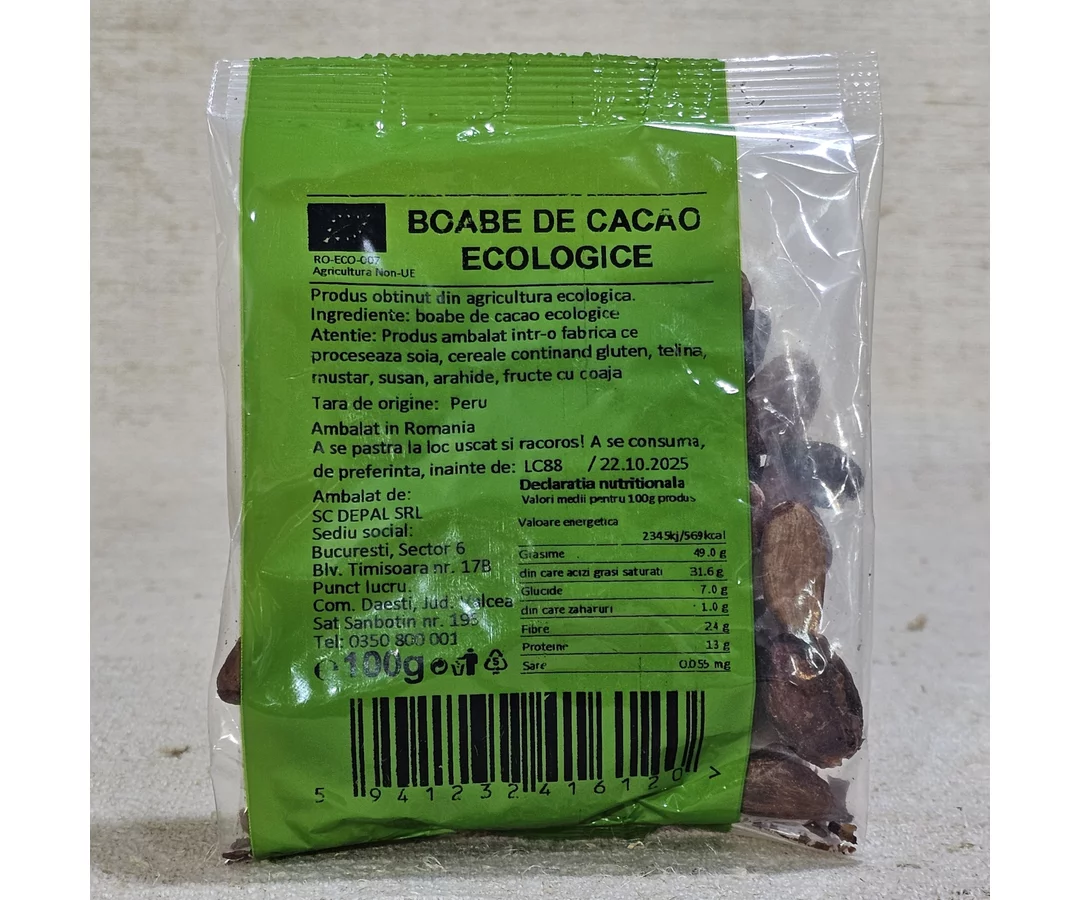 BOABE DE CACAO
ECOLOGICE
RO-ECO-007
Agricultura Non-UE
Produs obtinut din agricultura ecologica.
Ingrediente: boabe de cacao ecologice
Atentie: Produs ambalat intr-o fabrica ce
proceseaza soia, cereale continand gluten, telina,
mustar, susan, arahide, fructe cu coaja
Tara de origine: Peru
Ambalat in Romania
A se pastra la loc uscat si racoros! A se consuma,
de preferinta, inainte de: LC88 / 22.10.2025
Ambalat de:
SC DEPAL SRL
Sediu social:
Bucuresti, Sector 6
Blv. Timisoara nr. 17B
Punct lucru:
Com. Daesti, Jud. Valcea
Sat Sanbotin nr. 195
Tel: 0350 800 001
e 100g
Declaratia nutritionala
Valori medii pentru 100g produs
Valoare energetica
2345kj/569kcal
Grasime 49.0 g
din care acizi grasi saturati 31.6 g
Glucide 7.0 g
din care zaharuri 1.0 g
Fibre 24 g
Proteine 13 g
Sare 0.055 mg
5 941232 416120 >